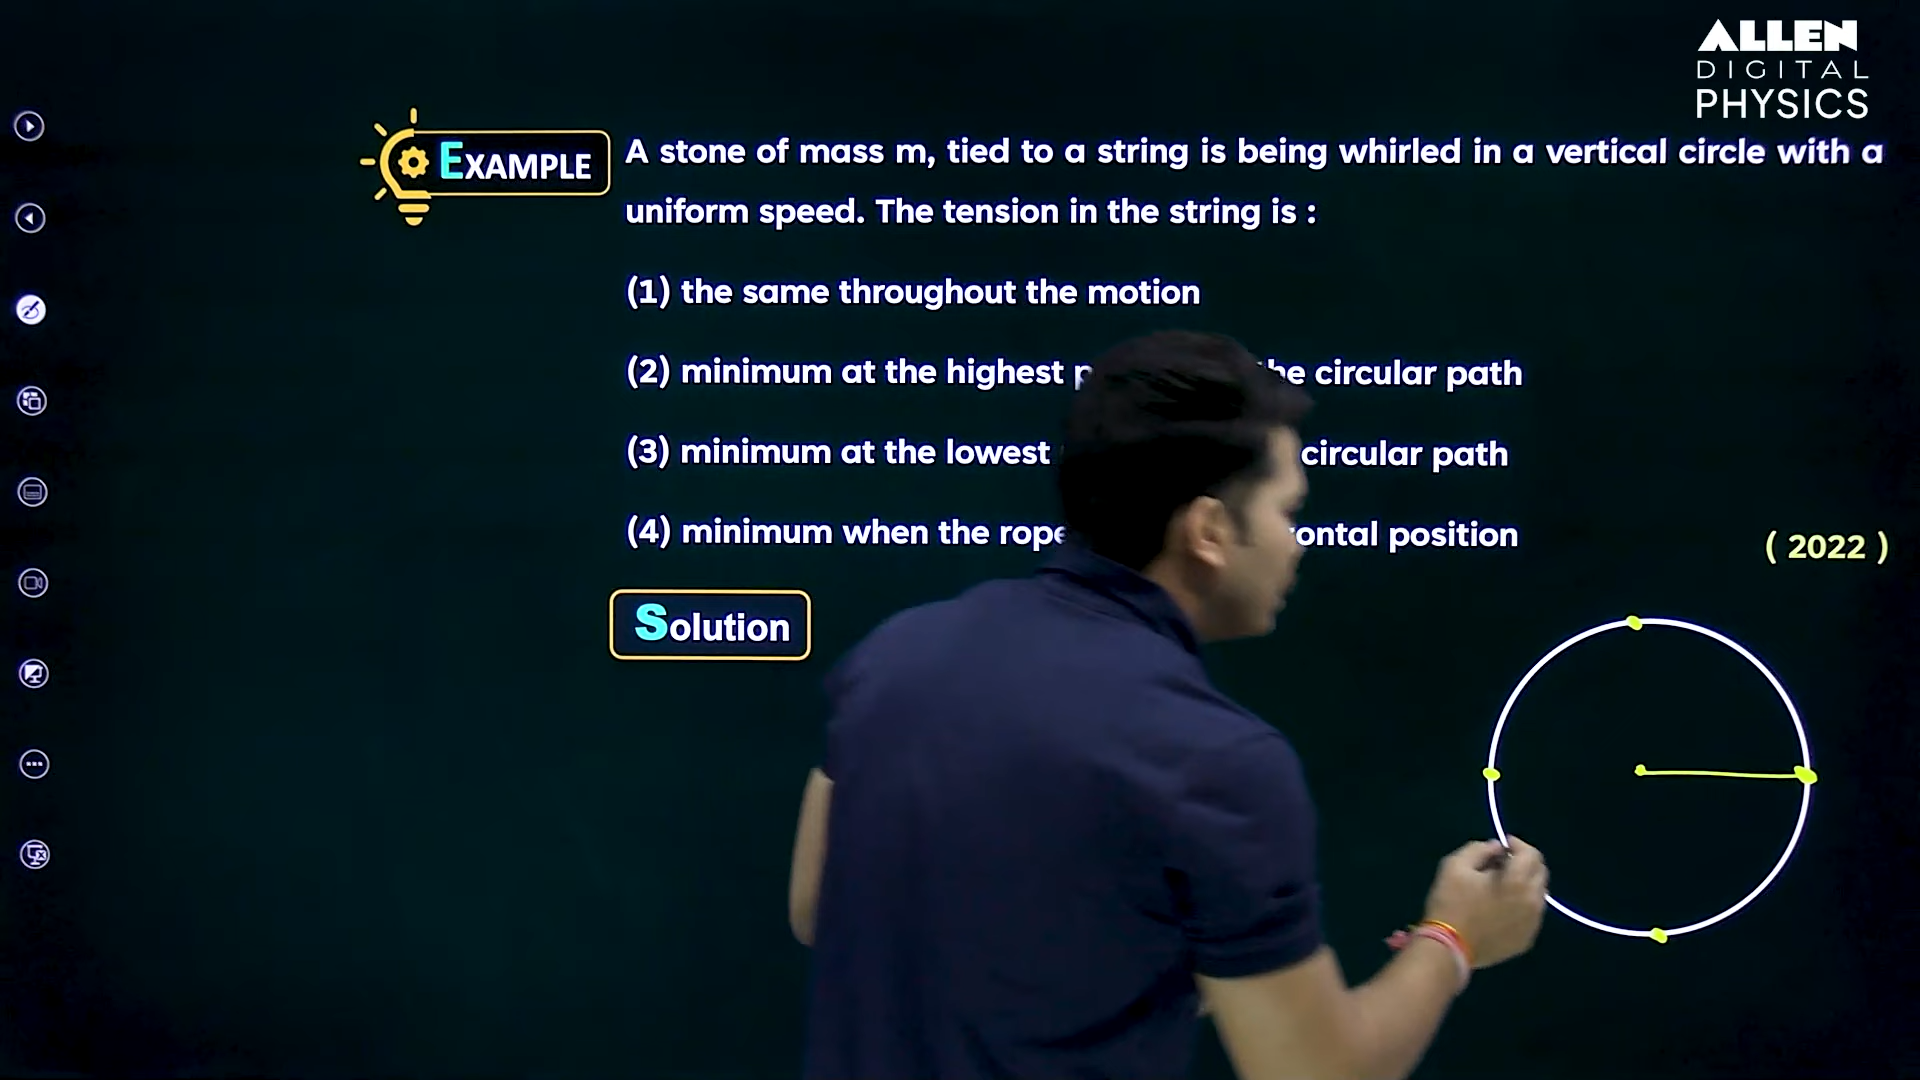 ALLEN
DIGITAL
PHYSICS
EXAMPLE
A stone of mass m, tied to a string is being whirled in a vertical circle with a
uniform speed. The tension in the string is :
(1) the same throughout the motion
(2) minimum at the highest circular path
(3) minimum at the lowest circular path
(4) minimum when the position
( 2022 )
Solution